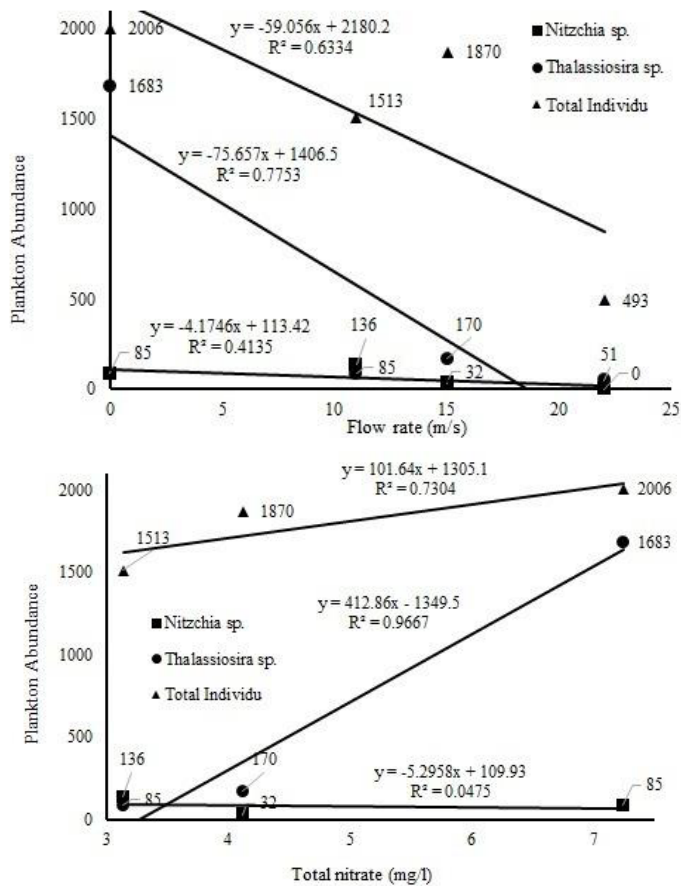 2000
1500
1000
500
0
Plankton Abundance
2006
1683
y = -59.056x + 2180.2
R² = 0.6334
1870
1513
y = -75.657x + 1406.5
R² = 0.7753
493
y = -4.1746x + 113.42
R² = 0.4135
85
136
85
170
32
51
0
Nitzchia sp.
Thalassiosira sp.
Total Individu
0 5 10 15 20 25
Flow rate (m/s)
2000
1500
1000
500
0
Plankton Abundance
y = 101.64x + 1305.1
R² = 0.7304
1513
1870
2006
1683
y = 412.86x - 1349.5
R² = 0.9667
Nitzchia sp.
Thalassiosira sp.
Total Individu
136
85
170
32
y = -5.2958x + 109.93
R² = 0.0475
85
3 4 5 6 7
Total nitrate (mg/l)